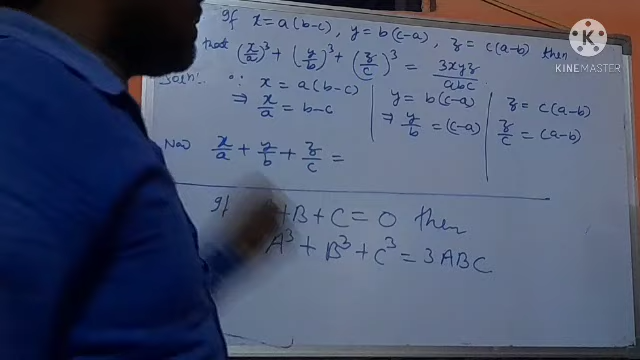 If x = a(b-c), y = b(c-a), z = c(a-b) then
that (x/a)³ + (y/b)³ + (z/c)³ = 3xyz/abc
Soln: ∵ x = a(b-c)
⇒ x/a = b-c
y = b(c-a)
⇒ y/b = (c-a)
z = c(a-b)
z/c = (a-b)
Now x/a + y/b + z/c =
If +B+C=0 then
A³ + B³ + C³ = 3ABC
KINEMASTER